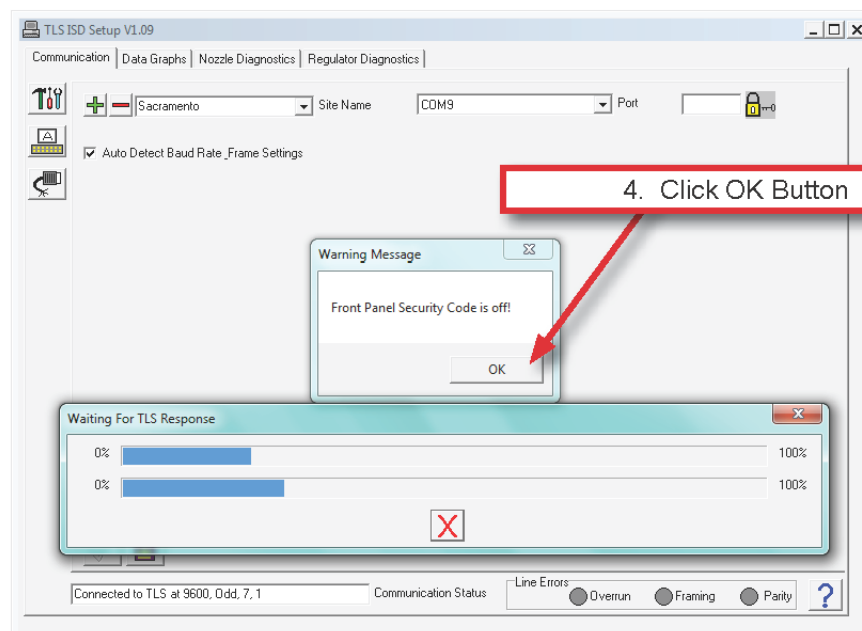 TLS ISD Setup V1.09
Communication Data Graphs Nozzle Diagnostics Regulator Diagnostics
Sacramento Site Name COM9 Port
A
Auto Detect Baud Rate _Frame Settings
4. Click OK Button
Warning Message
Front Panel Security Code is off!
OK
Waiting For TLS Response
0% 100%
0% 100%
Connected to TLS at 9600, Odd, 7, 1 Communication Status Line Errors Overrun Framing Parity ?